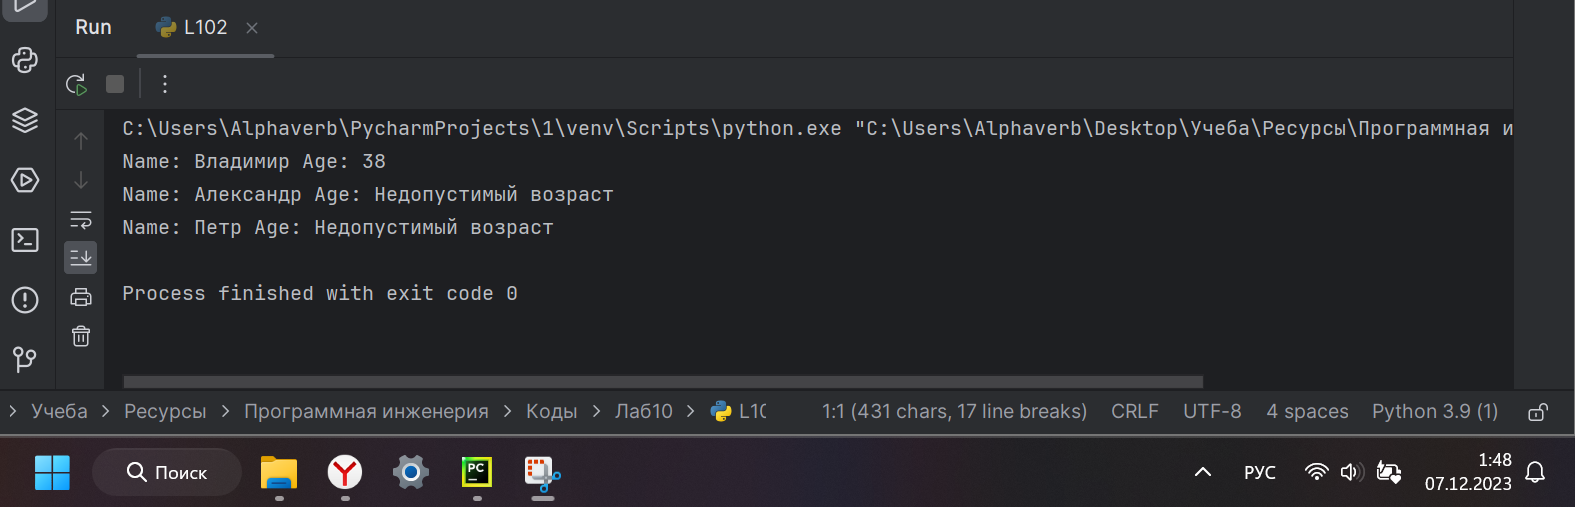 Run L102
C:\Users\Alphaverb\PycharmProjects\1\venv\Scripts\python.exe "C:\Users\Alphaverb\Desktop\Учеба\Ресурсы\Программная и
Name: Владимир Age: 38
Name: Александр Age: Недопустимый возраст
Name: Петр Age: Недопустимый возраст
Process finished with exit code 0
Учеба Ресурсы Программная инженерия Коды Лаб10 1:1 (431 chars, 17 line breaks) CRLF UTF-8 4 spaces Python 3.9 (1)
Поиск PC РУС 1:48
07.12.2023